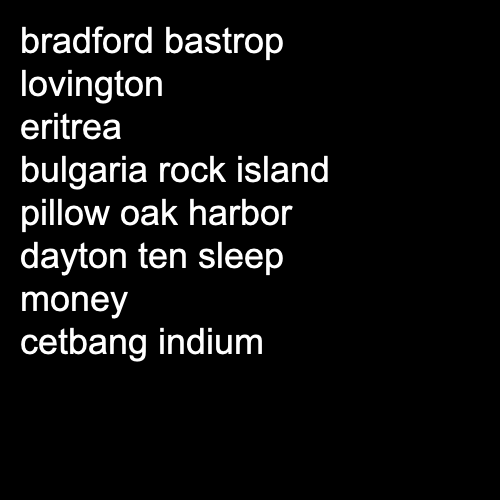 bradford bastrop
lovington
eritrea
bulgaria rock island
pillow oak harbor
dayton ten sleep
money
cetbang indium